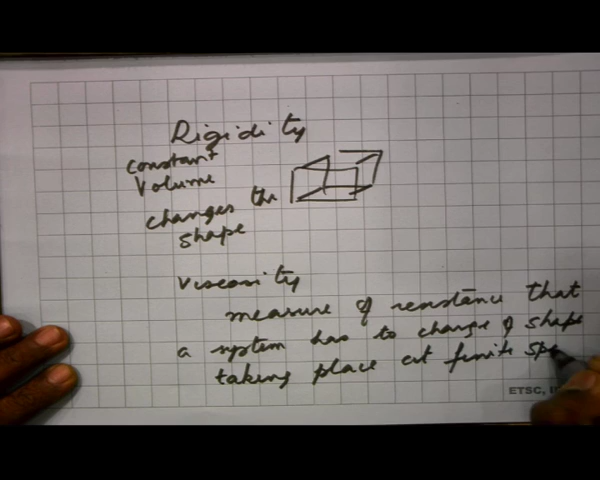 Rigidity
constant
Volume
changes the
shape
Viscosity
measure of resistance that
a system has to change of shape
taking place at finite spe
ETSC, I